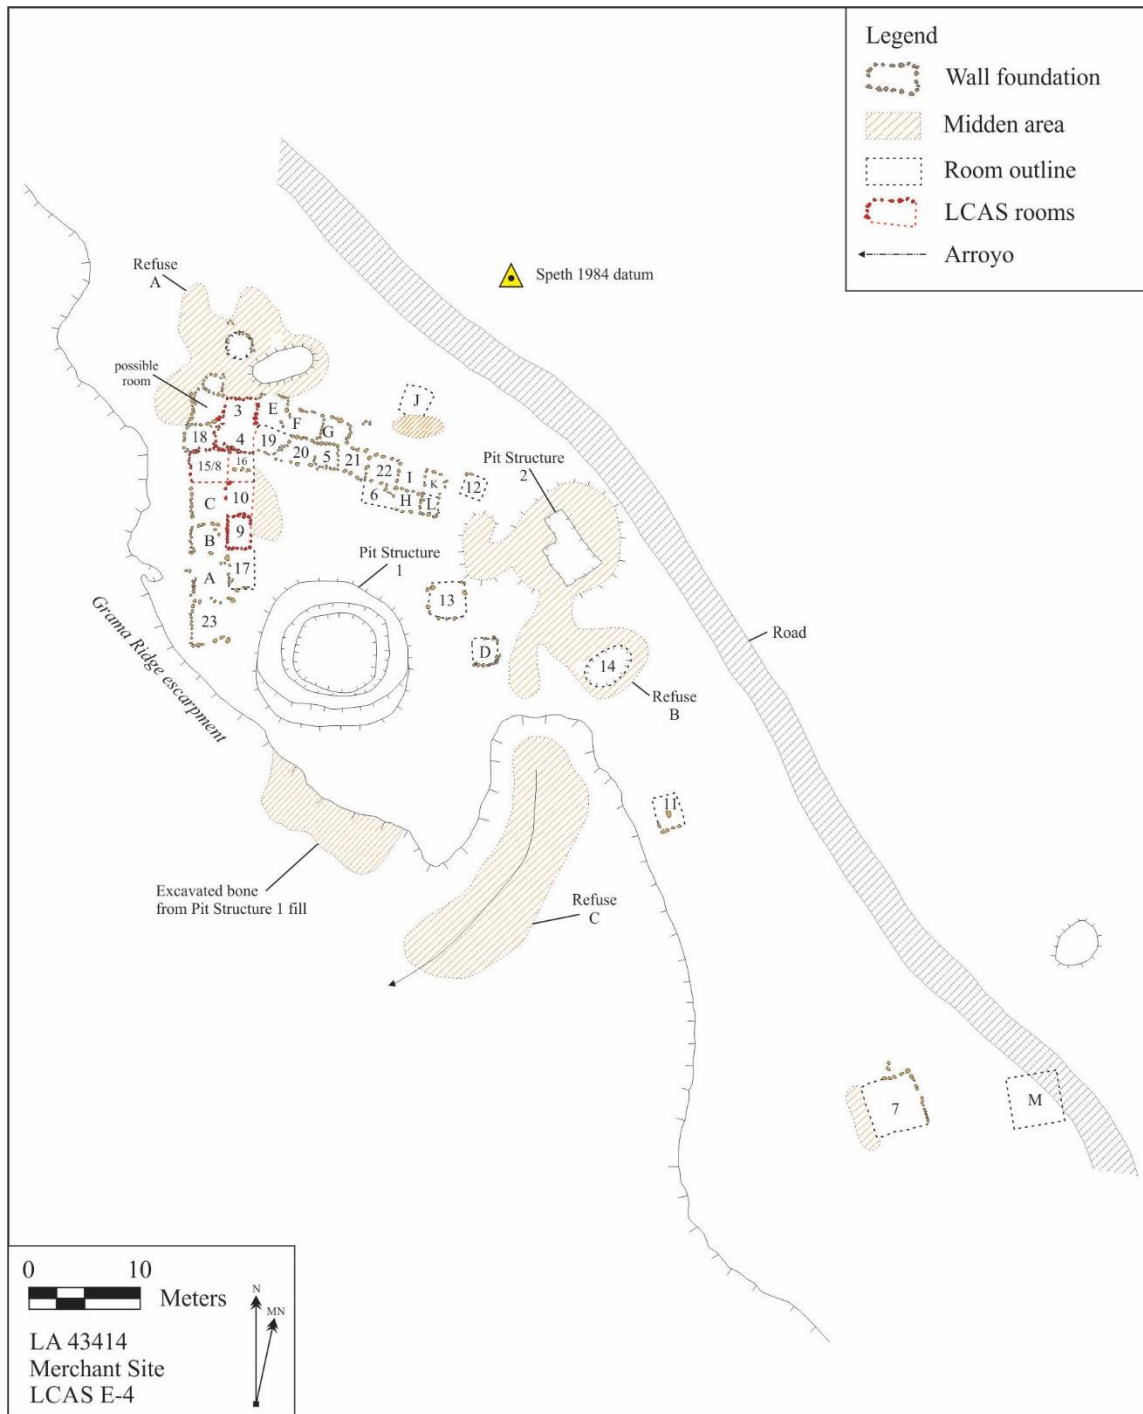 Legend
Wall foundation
Midden area
Room outline
LCAS rooms
Arroyo
Speth 1984 datum
Refuse
A
possible
room
3
E
F
G
J
18
4
19
20
5
21
22
I
K
12
15/8
16
6
H
L
C
10
B
9
A
17
23
Pit Structure
2
Pit Structure
1
13
D
14
Refuse
B
Road
Grama Ridge escarpment
11
Excavated bone
from Pit Structure 1 fill
Refuse
C
7
M
0 10
Meters
N
MN
LA 43414
Merchant Site
LCAS E-4